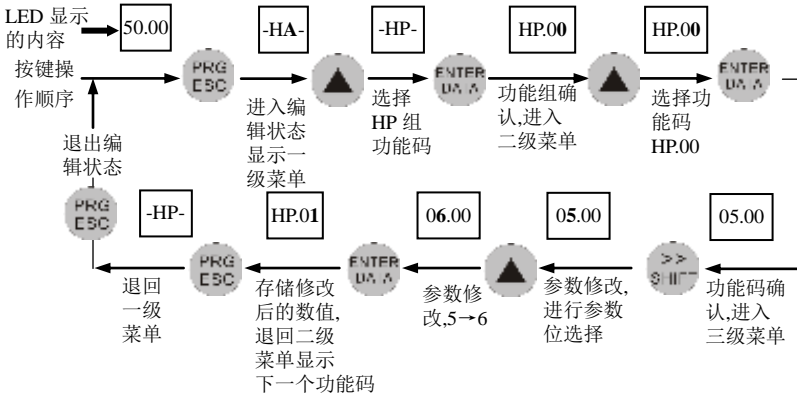 LED 显示
的内容
50.00
-HA-
-HP-
HP.00
HP.00
按键操
作顺序
PRG
ESC
ENTER
DATA
ENTER
DATA
进入编
辑状态
显示一
级菜单
选择
HP 组
功能码
功能组确
认,进入
二级菜单
选择功
能码
HP.00
退出编
辑状态
PRG
ESC
-HP-
HP.01
06.00
05.00
05.00
PRG
ESC
ENTER
DATA
>>
SHIFT
退回
一级
菜单
存储修改
后的数值,
退回二级
菜单显示
下一个功能码
参数修
改,5→6
参数修改,
进行参数
位选择
功能码确
认,进入
三级菜单